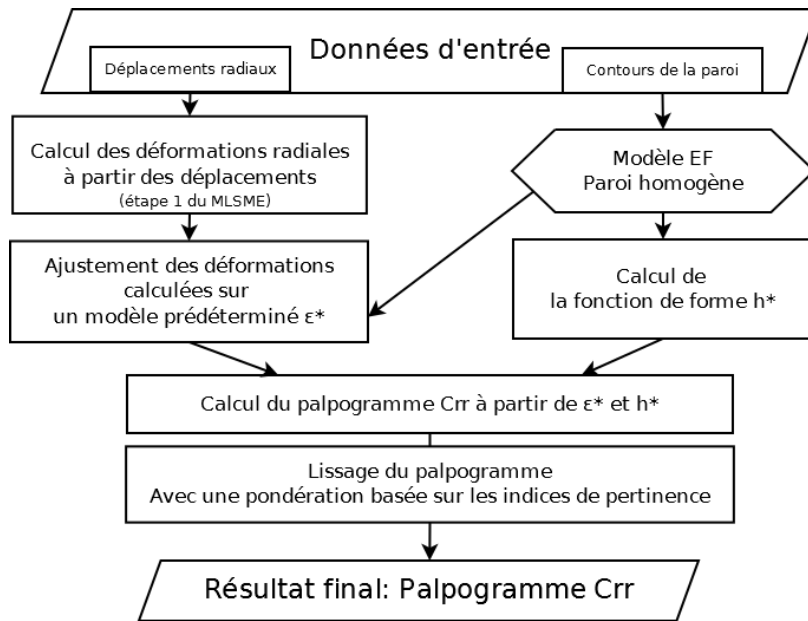 Données d'entrée
Déplacements radiaux
Contours de la paroi
Calcul des déformations radiales
à partir des déplacements
(étape 1 du MLSME)
Modèle EF
Paroi homogène
Ajustement des déformations
calculées sur
un modèle prédéterminé ε*
Calcul de
la fonction de forme h*
Calcul du palpogramme Crr à partir de ε* et h*
Lissage du palpogramme
Avec une pondération basée sur les indices de pertinence
Résultat final: Palpogramme Crr